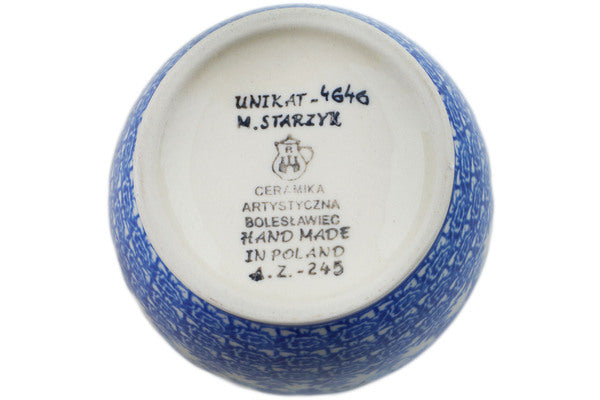 UNIKAT-4646
M.STARZYK
CERAMIKA
ARTYSTYCZNA
BOLESŁAWIEC
HAND MADE
IN POLAND
A.Z.-245